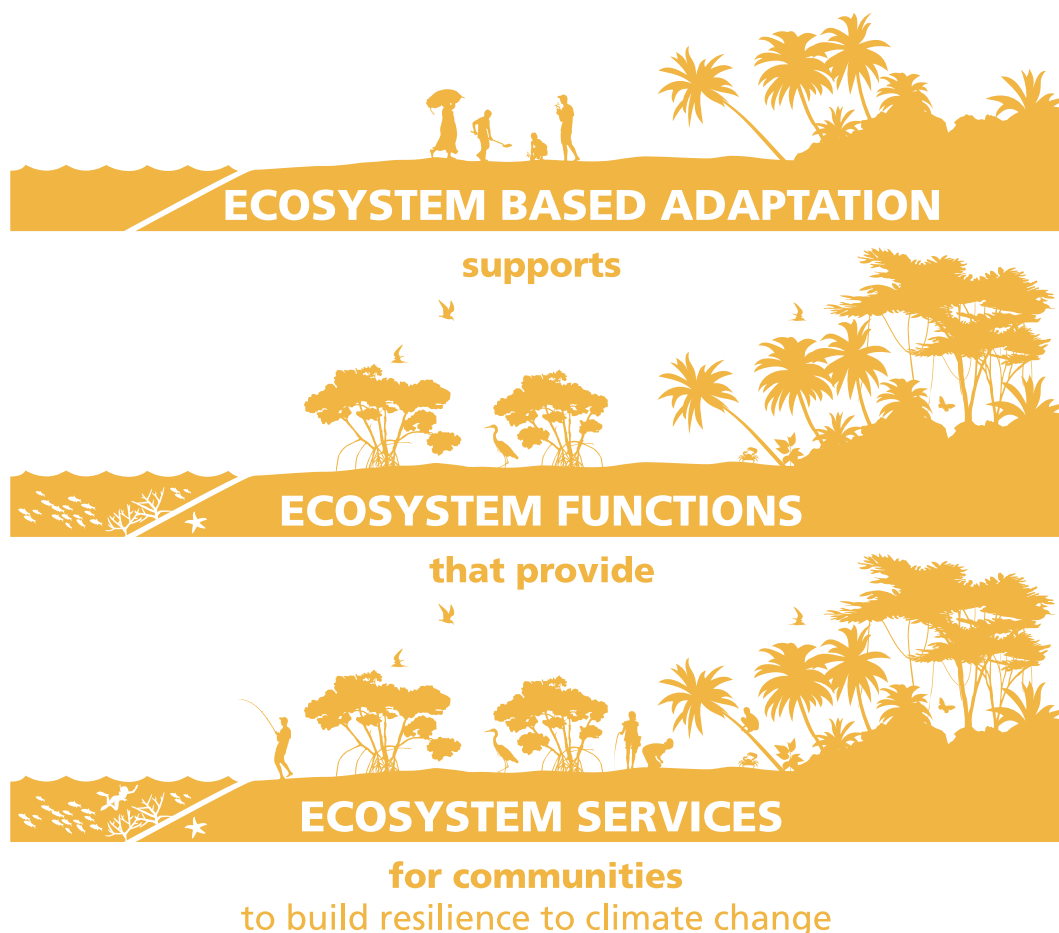 ECOSYSTEM BASED ADAPTATION
supports
ECOSYSTEM FUNCTIONS
that provide
ECOSYSTEM SERVICES
for communities
to build resilience to climate change